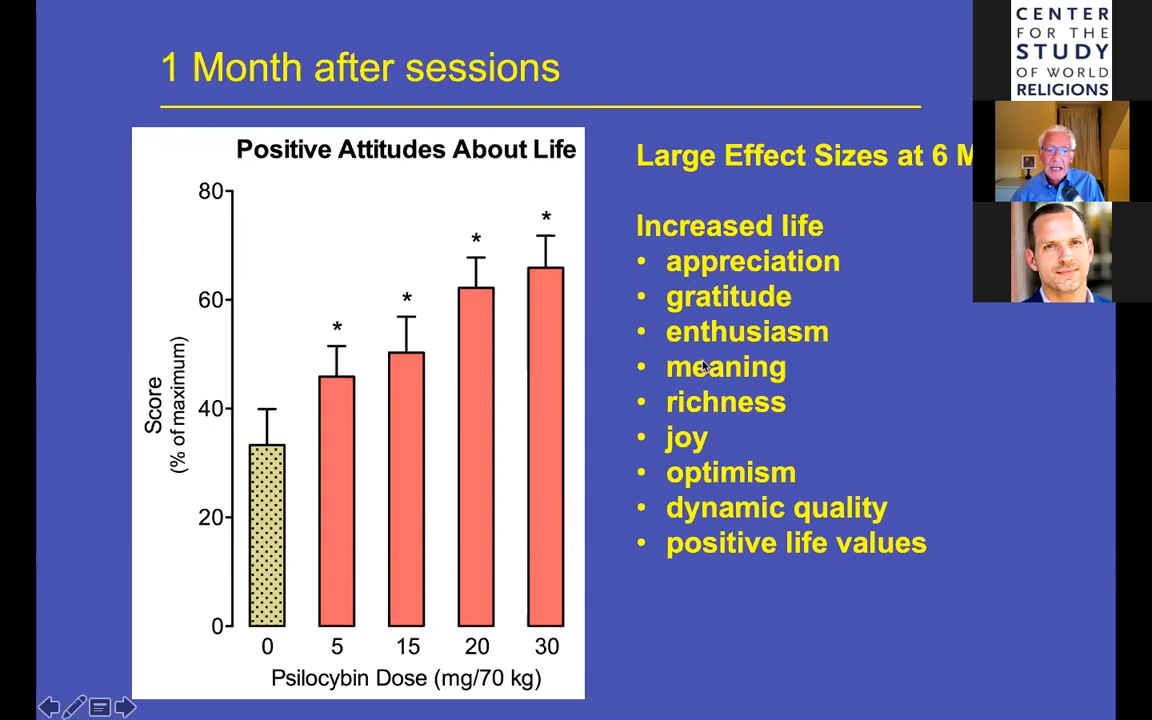 1 Month after sessions
CENTER
FOR THE
STUDY
OF WORLD
RELIGIONS
Positive Attitudes About Life
80
60
40
20
0
Score
(% of maximum)
*
*
*
*
0 5 15 20 30
Psilocybin Dose (mg/70 kg)
Large Effect Sizes at 6
Increased life
• appreciation
• gratitude
• enthusiasm
• meaning
• richness
• joy
• optimism
• dynamic quality
• positive life values